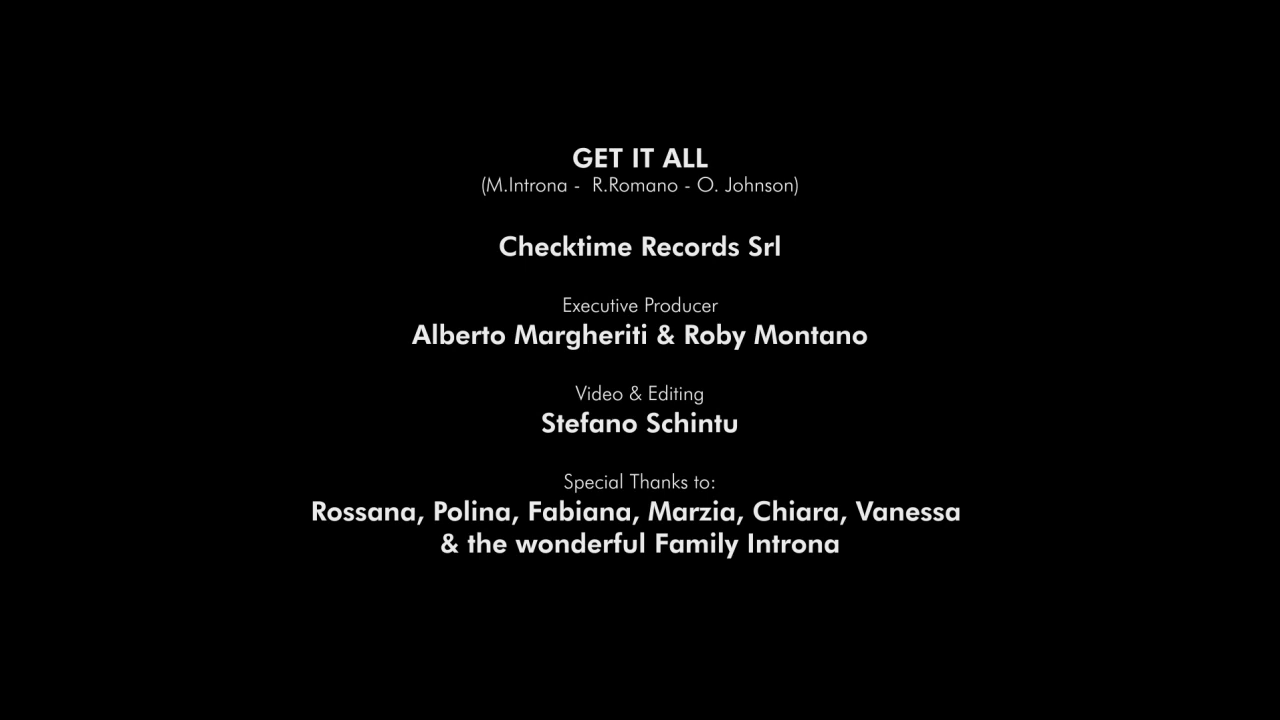 GET IT ALL
(M.Introna - R.Romano - O. Johnson)
Checktime Records Srl
Executive Producer
Alberto Margheriti & Roby Montano
Video & Editing
Stefano Schintu
Special Thanks to:
Rossana, Polina, Fabiana, Marzia, Chiara, Vanessa
& the wonderful Family Introna